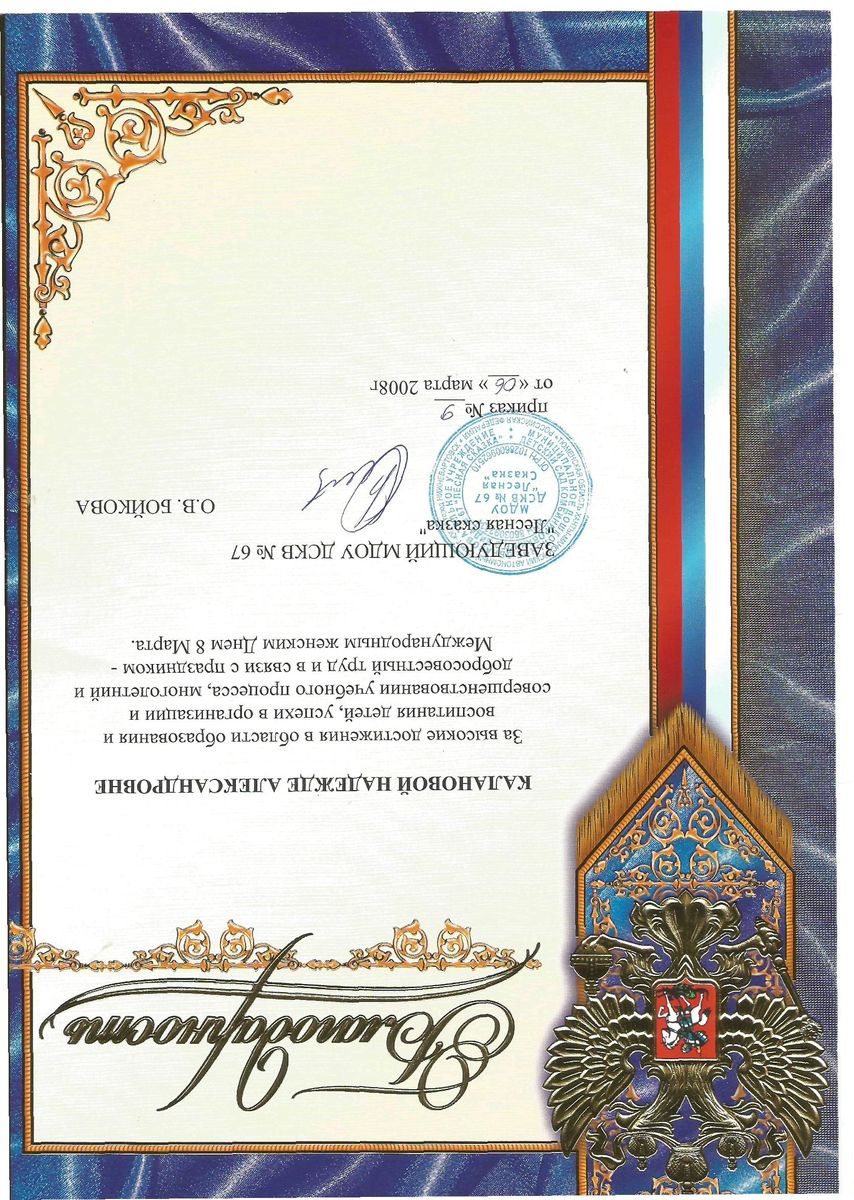 Благодарность
КАЛАНОВОЙ НАДЕЖДЕ АЛЕКСАНДРОВНЕ
За высокие достижения в области образования и
воспитания детей, успехи в организации и
совершенствовании учебного процесса, многолетний и
добросовестный труд и в связи с праздником -
Международным женским Днем 8 Марта.
ЗАВЕДУЮЩИЙ МДОУ ДСКВ № 67
"Лесная сказка" О.В. БОЙКОВА
МДОУ
ДСКВ № 67
"Лесная
Сказка"
приказ № 9
от « 06 » марта 2008г